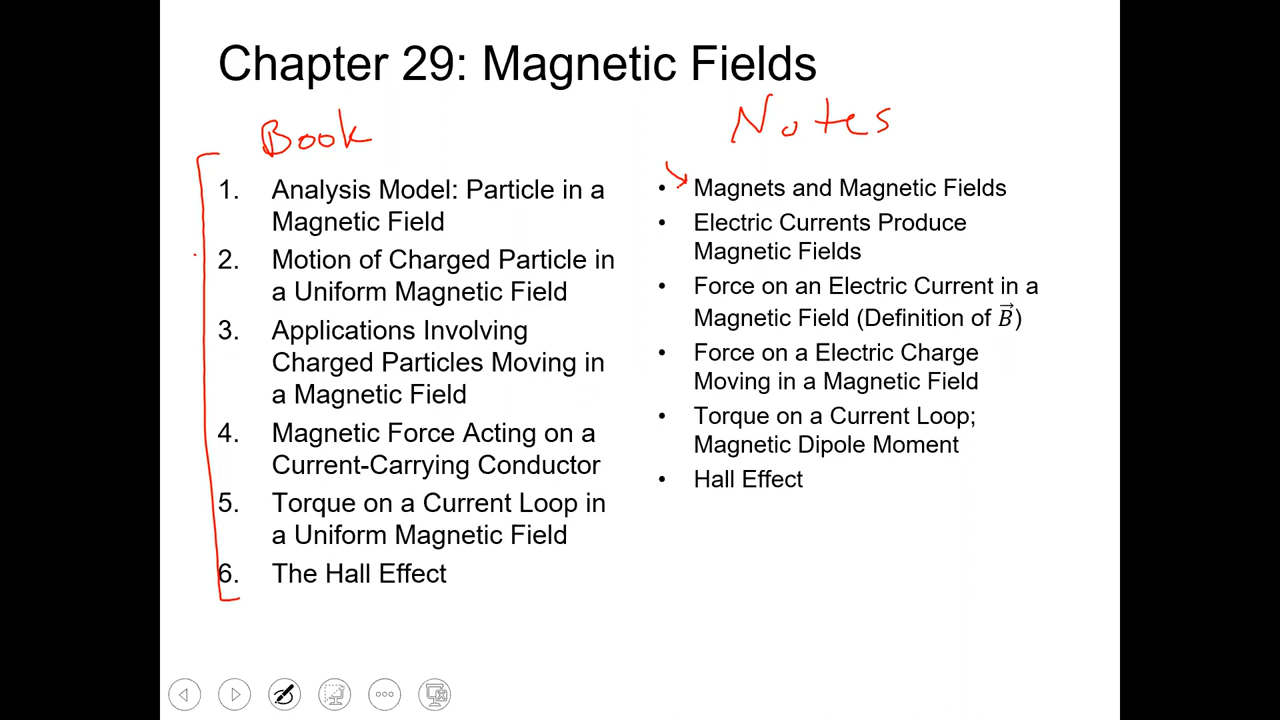 Chapter 29: Magnetic Fields
Book
1. Analysis Model: Particle in a
Magnetic Field
2. Motion of Charged Particle in
a Uniform Magnetic Field
3. Applications Involving
Charged Particles Moving in
a Magnetic Field
4. Magnetic Force Acting on a
Current-Carrying Conductor
5. Torque on a Current Loop in
a Uniform Magnetic Field
6. The Hall Effect
Notes
• Magnets and Magnetic Fields
• Electric Currents Produce
Magnetic Fields
• Force on an Electric Current in a
Magnetic Field (Definition of B⃗)
• Force on a Electric Charge
Moving in a Magnetic Field
• Torque on a Current Loop;
Magnetic Dipole Moment
• Hall Effect